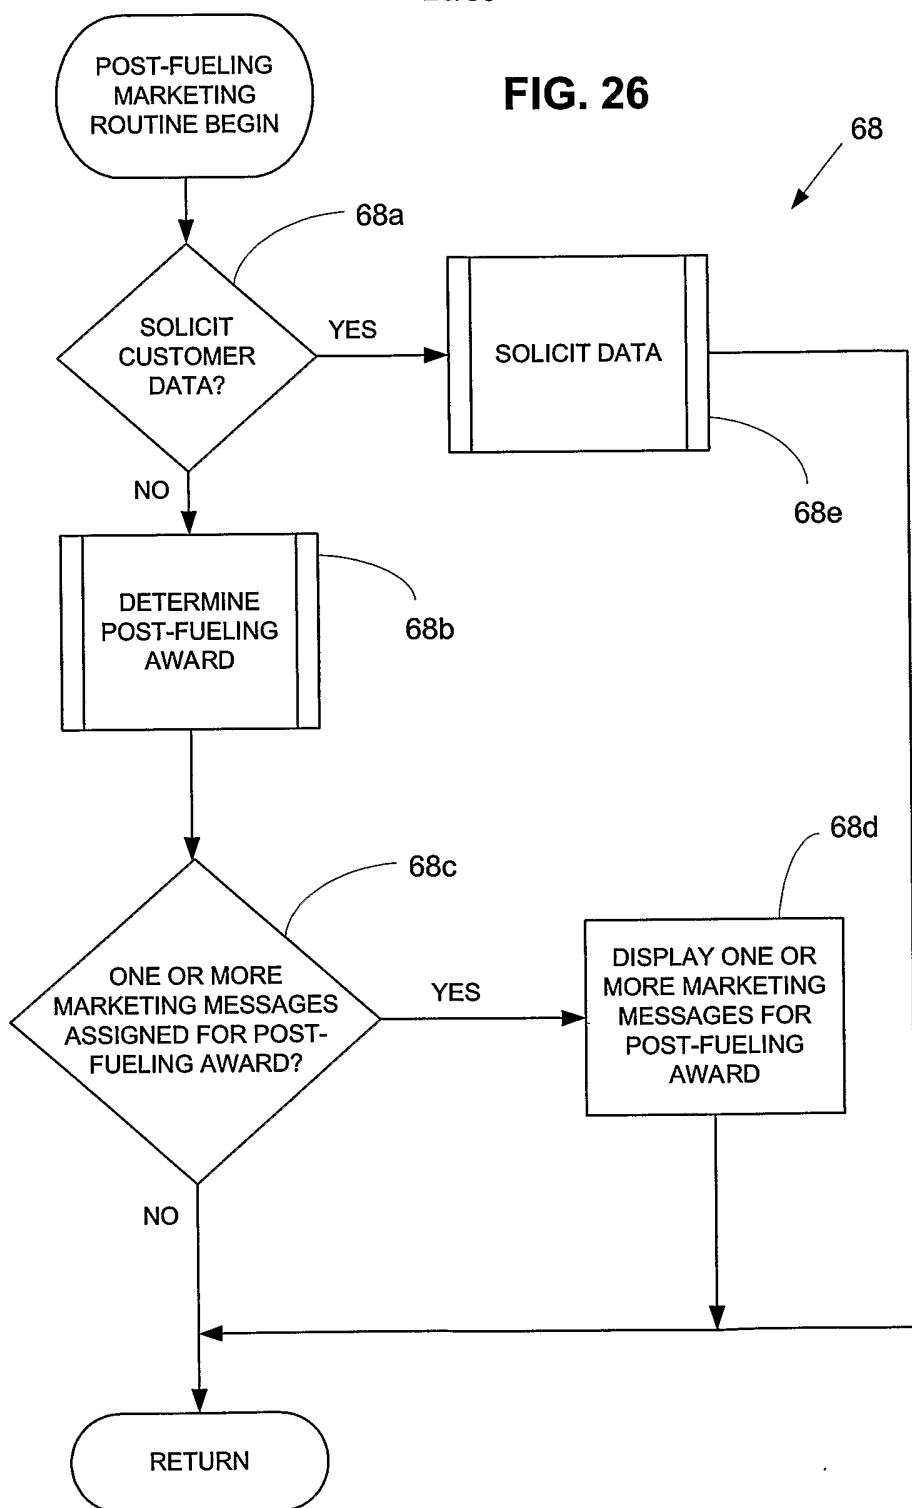 POST-FUELING
MARKETING
ROUTINE BEGIN
FIG. 26
68
68a
SOLICIT
CUSTOMER
DATA?
YES
SOLICIT DATA
68e
NO
DETERMINE
POST-FUELING
AWARD
68b
68c
ONE OR MORE
MARKETING MESSAGES
ASSIGNED FOR POST-
FUELING AWARD?
YES
68d
DISPLAY ONE OR
MORE MARKETING
MESSAGES FOR
POST-FUELING
AWARD
NO
RETURN